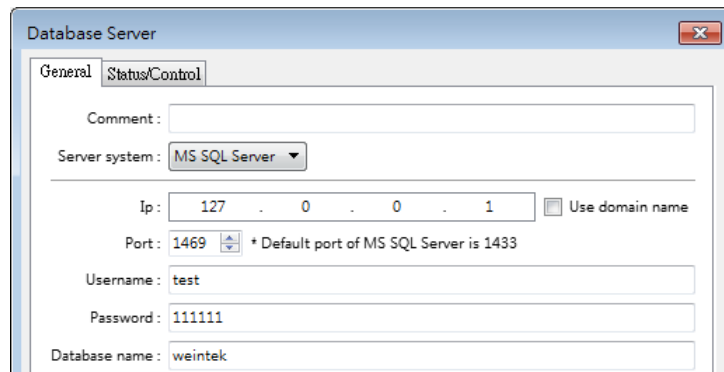 Database Server
General Status/Control
Comment :
Server system : MS SQL Server
Ip : 127 . 0 . 0 . 1 Use domain name
Port : 1469 * Default port of MS SQL Server is 1433
Username : test
Password : 111111
Database name : weintek